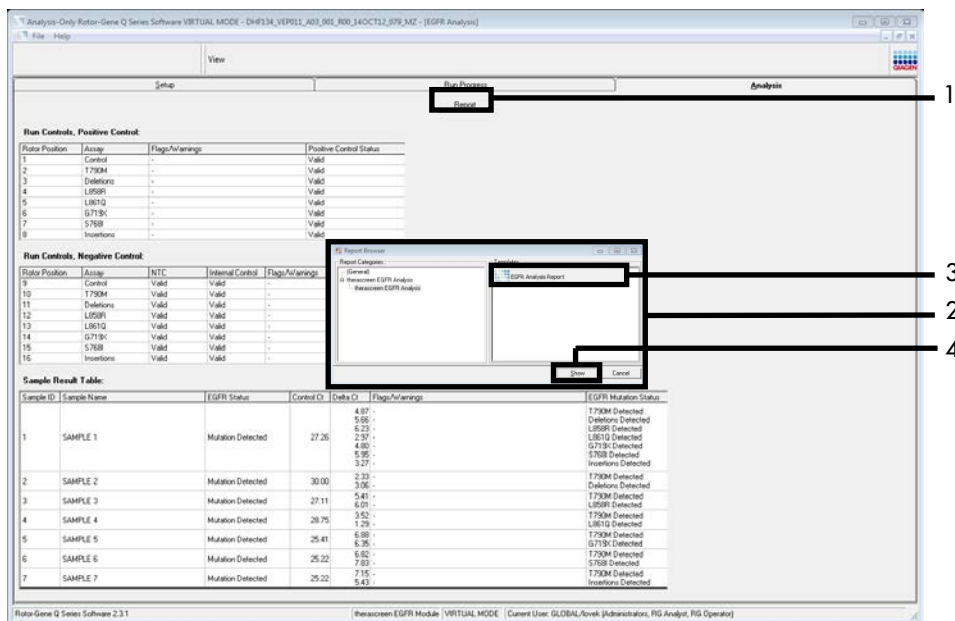 Analysis-Only Rotor-Gene Q Series Software VIRTUAL MODE - DHF134_VEP011_A03_001_R00_14OCT12_079_MZ - [EGFR Analysis]
File Help
View
QIAGEN
Setup Run Progress Analysis
Report
1
Run Controls, Positive Control:
Rotor Position Assay Flags/Warnings Positive Control Status
1 Control - Valid
2 T790M - Valid
3 Deletions - Valid
4 L858R - Valid
5 L861Q - Valid
6 G719X - Valid
7 S768I - Valid
8 Insertions - Valid
Run Controls, Negative Control:
Rotor Position Assay NTC Internal Control Flags/Warnings
9 Control Valid Valid -
10 T790M Valid Valid -
11 Deletions Valid Valid -
12 L858R Valid Valid -
13 L861Q Valid Valid -
14 G719X Valid Valid -
15 S768I Valid Valid -
16 Insertions Valid Valid -
Report Browser
Report Categories Templates
(General)
therascreen EGFR Analysis
therascreen EGFR Analysis
EGFR Analysis Report
3
2
4
Show Cancel
Sample Result Table:
Sample ID Sample Name EGFR Status Control Ct Delta Ct Flags/Warnings EGFR Mutation Status
1 SAMPLE 1 Mutation Detected 27.26
4.87 - T790M Detected
5.66 - Deletions Detected
6.23 - L858R Detected
2.97 - L861Q Detected
4.80 - G719X Detected
5.95 - S768I Detected
3.27 - Insertions Detected
2 SAMPLE 2 Mutation Detected 30.00
2.33 - T790M Detected
3.06 - Deletions Detected
3 SAMPLE 3 Mutation Detected 27.11
5.41 - T790M Detected
6.01 - L858R Detected
4 SAMPLE 4 Mutation Detected 28.75
3.52 - T790M Detected
1.29 - L861Q Detected
5 SAMPLE 5 Mutation Detected 25.41
6.88 - T790M Detected
6.35 - G719X Detected
6 SAMPLE 6 Mutation Detected 25.22
6.82 - T790M Detected
7.83 - S768I Detected
7 SAMPLE 7 Mutation Detected 25.22
7.15 - T790M Detected
5.43 - Insertions Detected
Rotor-Gene Q Series Software 2.3.1 therascreen EGFR Module VIRTUAL MODE Current User: GLOBAL/lovek [Administrators, RG Analyst, RG Operator]